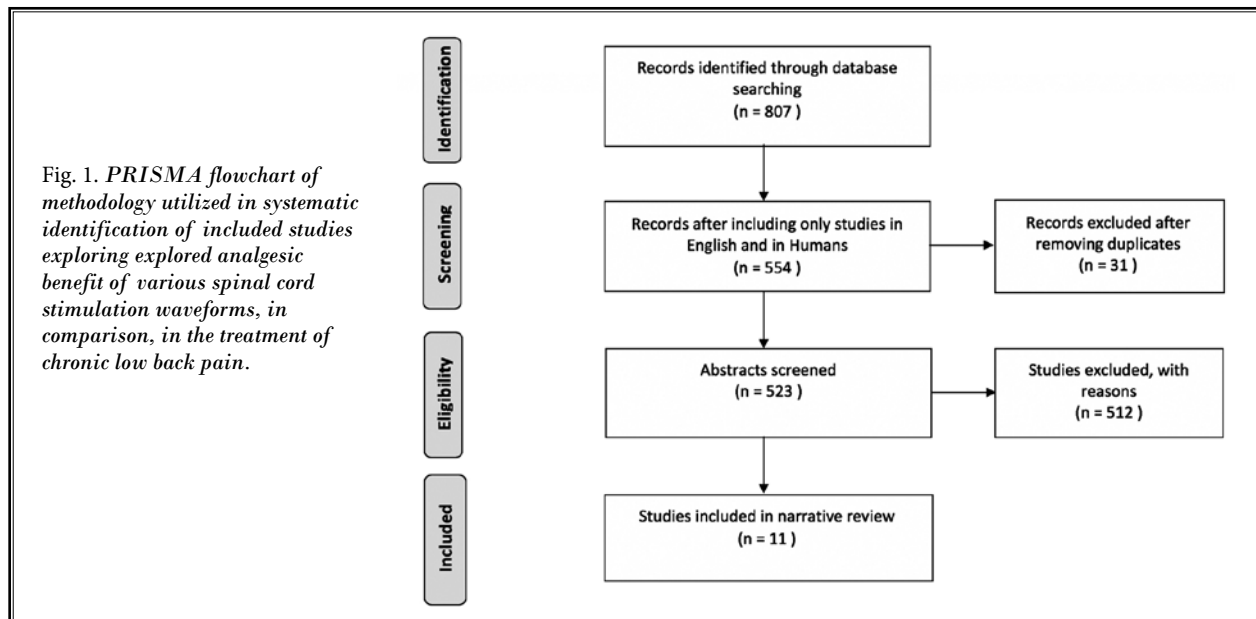 Fig. 1. PRISMA flowchart of
methodology utilized in systematic
identification of included studies
exploring explored analgesic
benefit of various spinal cord
stimulation waveforms, in
comparison, in the treatment of
chronic low back pain.
Identification
Records identified through database
searching
(n = 807 )
Screening
Records after including only studies in
English and in Humans
(n = 554 )
Records excluded after
removing duplicates
(n = 31 )
Eligibility
Abstracts screened
(n = 523 )
Studies excluded, with
reasons
(n = 512 )
Included
Studies included in narrative review
(n = 11 )